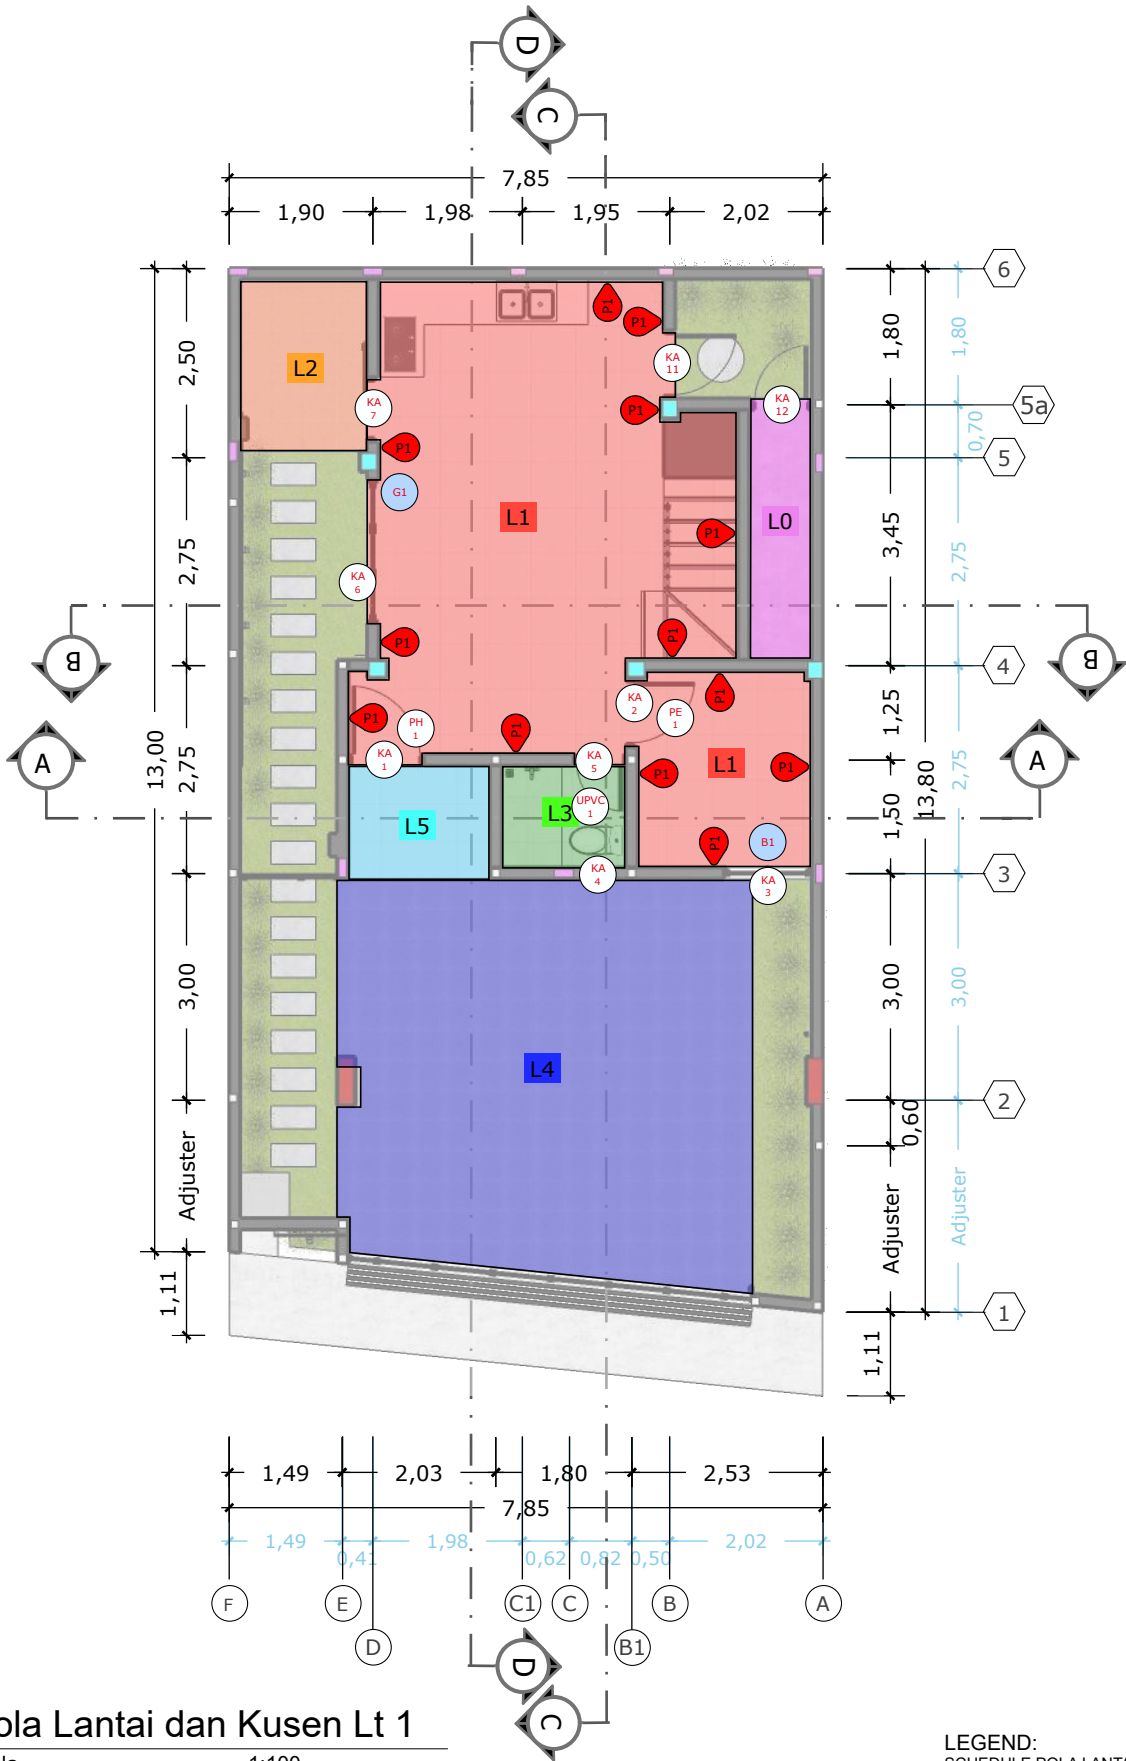 D
C
7,85
1,90
1,98
1,95
2,02
6
1,80
1,80
2,50
L2
P1
P1
KA
11
KA
7
P1
KA
12
5a
0,70
P1
5
G1
L1
L0
3,45
P1
2,75
2,75
KA
6
B
P1
P1
B
4
P1
KA
2
PE
1
1,25
P1
PH
1
P1
A
13,00
KA
1
KA
5
P1
L1
P1
A
2,75
2,75
13,80
UPVC
1
L3
L5
1,50
P1
B1
KA
4
KA
3
3
3,00
3,00
3,00
L4
2
0,60
Adjuster
Adjuster
Adjuster
1,11
1
1,11
1,49
2,03
1,80
2,53
7,85
1,49
0,41
1,98
0,62
0,82
0,50
2,02
F
E
C1
C
B
A
D
B1
D
C
ola Lantai dan Kusen Lt 1
1:100
LEGEND: